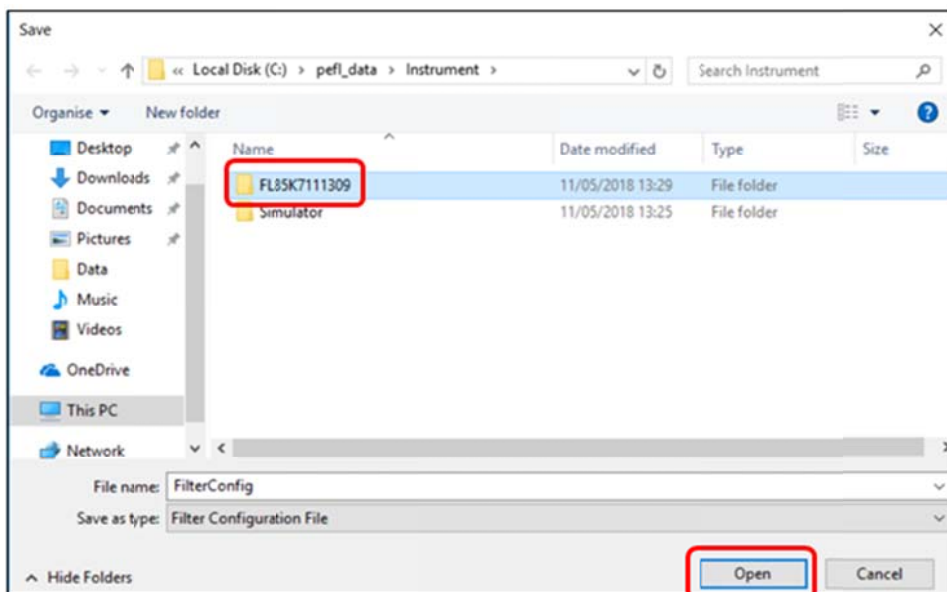 Save
« Local Disk (C:) › pefl_data › Instrument ›
Search Instrument
Organise
New folder
Name
Date modified
Type
Size
Desktop
Downloads
Documents
Pictures
Data
Music
Videos
OneDrive
This PC
Network
FL85K7111309 11/05/2018 13:29 File folder
Simulator 11/05/2018 13:25 File folder
File name: FilterConfig
Save as type: Filter Configuration File
Hide Folders
Open
Cancel